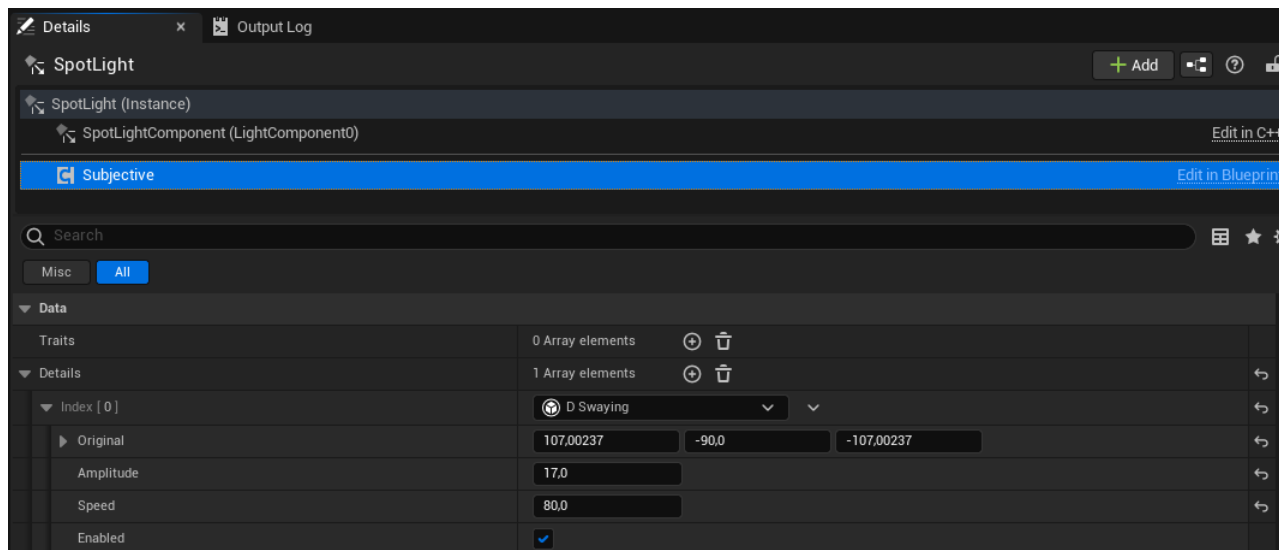 Details × Output Log
SpotLight + Add
SpotLight (Instance)
SpotLightComponent (LightComponent0) Edit in C++
Subjective Edit in Blueprin
Search
Misc All
Data
Traits 0 Array elements
Details 1 Array elements
Index [ 0 ] D Swaying
Original 107,00237 -90,0 -107,00237
Amplitude 17,0
Speed 80,0
Enabled